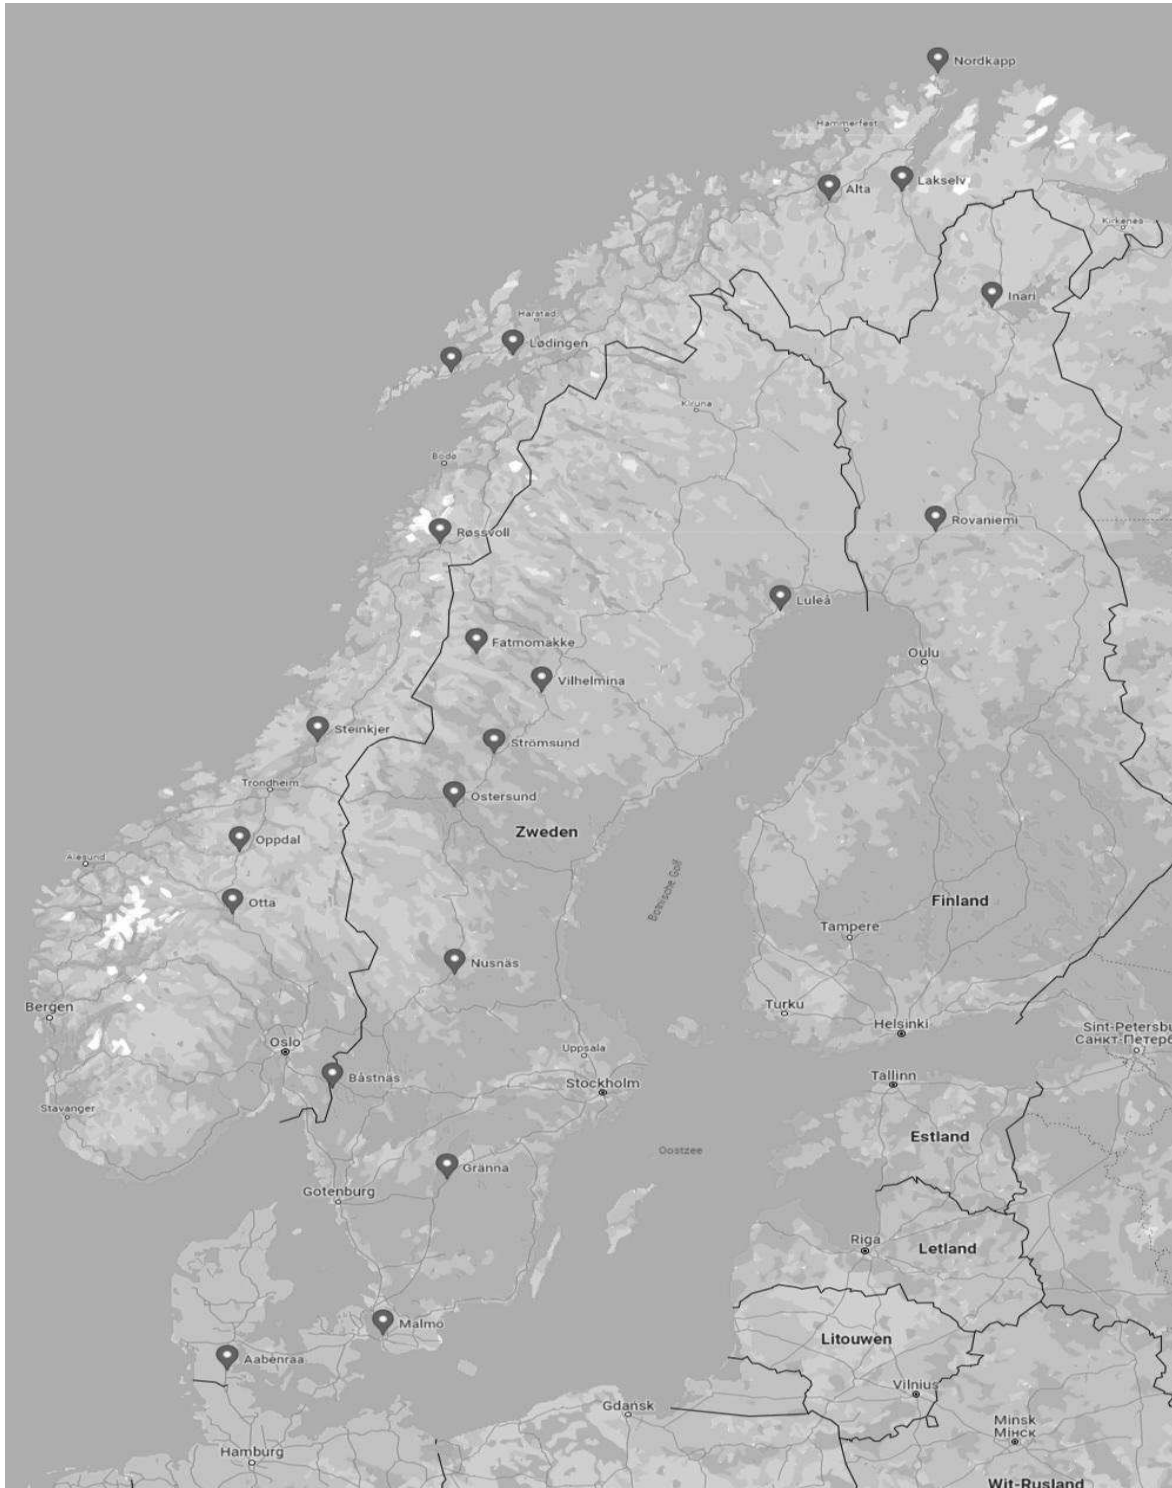 Nordkapp
Hammerfest
Alta
Lakselv
Kirkenes
Inari
Harstad
Lødingen
Kiruna
Bodø
Rovaniemi
Røssvoll
Luleå
Fatmomakke
Oulu
Vilhelmina
Steinkjer
Strömsund
Trondheim
Östersund
Zweden
Oppdal
Ålesund
Botnische Golf
Otta
Finland
Tampere
Nusnäs
Turku
Bergen
Helsinki
Sint-Petersbu
Санкт-Петерб
Oslo
Uppsala
Båstnäs
Tallinn
Stockholm
Stavanger
Estland
Oostzee
Gränna
Gotenburg
Riga
Letland
Malmö
Litouwen
Aabenraa
Vilnius
Gdańsk
Minsk
Мінск
Hamburg
Wit-Rusland